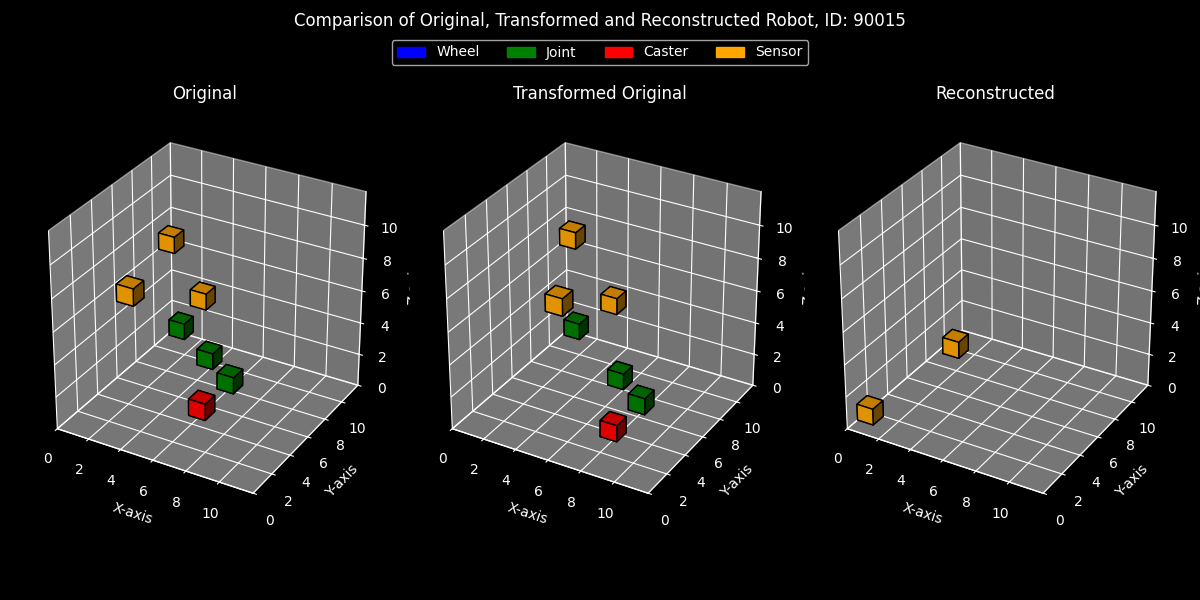 Comparison of Original, Transformed and Reconstructed Robot, ID: 90015
Wheel Joint Caster Sensor
Original Transformed Original Reconstructed
10
8
6
4
2
0
0 2 4 6 8 10
X-axis
0 2 4 6 8 10
Y-axis
10
8
6
4
2
0
0 2 4 6 8 10
X-axis
0 2 4 6 8 10
Y-axis
10
8
6
4
2
0
0 2 4 6 8 10
X-axis
0 2 4 6 8 10
Y-axis